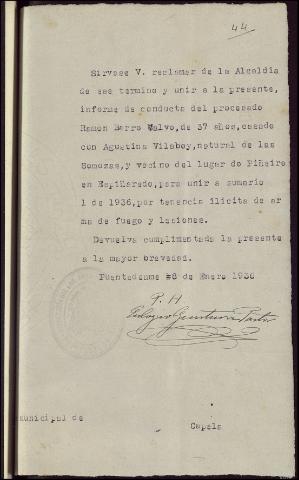 44
Sirvase V. reclamar de la Alcaldia
de ese termino y unir a la presente,
informe de conducta del procesado
Ramon Barro Calvo, de 37 años, casado
con Agustina Vilaboy, natural de las
Somozas, y vecino del lugar do Piñeiro
en Espiñaredo, para unir a sumario
1 de 1936, por tenencia ilicita de ar
ma de fuego y lesiones.
Devuelva cumplimentada la presente
a la mayor brevedad.
Puentedeume 8 de Enero 1936
P. H
municipal de
Capela